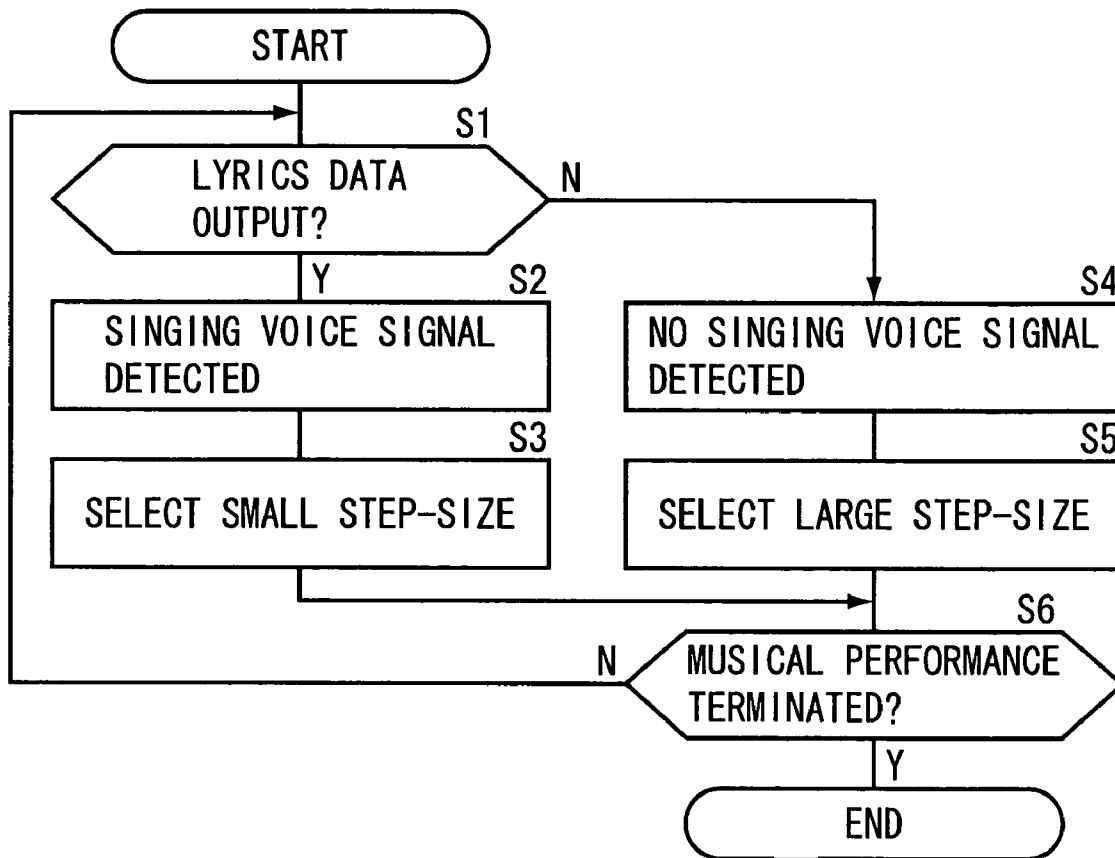 START
S1
LYRICS DATA
OUTPUT?
N
Y
S2
SINGING VOICE SIGNAL
DETECTED
S4
NO SINGING VOICE SIGNAL
DETECTED
S3
SELECT SMALL STEP-SIZE
S5
SELECT LARGE STEP-SIZE
S6
N
MUSICAL PERFORMANCE
TERMINATED?
Y
END